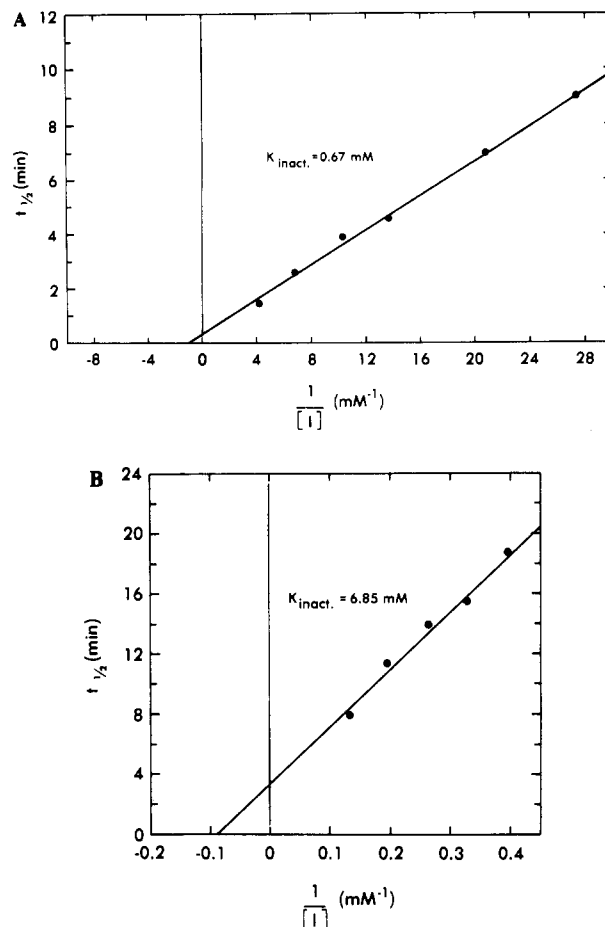 A
12
10
8
6
4
2
0
t ½ (min)
K inact. = 0.67 mM
-8 -4 0 4 8 12 16 20 24 28
1
[I] (mM⁻¹)
B
24
20
16
12
8
4
0
t ½ (min)
K inact. = 6.85 mM
-0.2 -0.1 0 0.1 0.2 0.3 0.4
1
[I] (mM⁻¹)